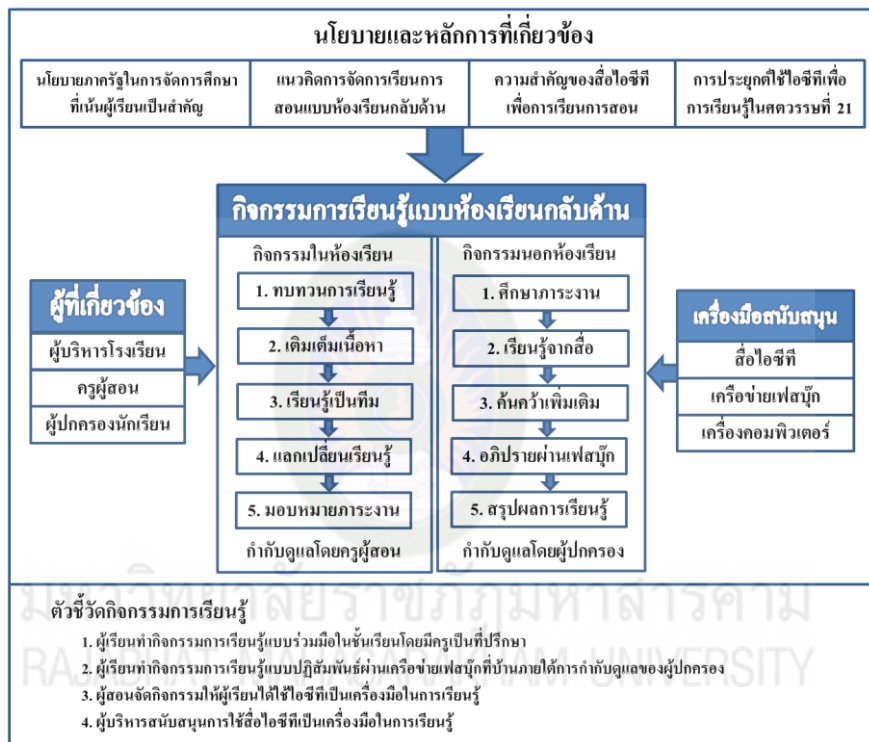 นโยบายและหลักการที่เกี่ยวข้อง
นโยบายภาครัฐในการจัดการศึกษา
ที่เน้นผู้เรียนเป็นสำคัญ
แนวคิดการจัดการเรียนการ
สอนแบบห้องเรียนกลับด้าน
ความสำคัญของสื่อไอซีที
เพื่อการเรียนการสอน
การประยุกต์ใช้ไอซีทีเพื่อ
การเรียนรู้ในศตวรรษที่ 21
กิจกรรมการเรียนรู้แบบห้องเรียนกลับด้าน
กิจกรรมในห้องเรียน
1. ทบทวนการเรียนรู้
2. เติมเต็มเนื้อหา
3. เรียนรู้เป็นทีม
4. แลกเปลี่ยนเรียนรู้
5. มอบหมายภาระงาน
กำกับดูแลโดยครูผู้สอน
กิจกรรมนอกห้องเรียน
1. ศึกษาภาระงาน
2. เรียนรู้จากสื่อ
3. ค้นคว้าเพิ่มเติม
4. อภิปรายผ่านเฟสบุ๊ก
5. สรุปผลการเรียนรู้
กำกับดูแลโดยผู้ปกครอง
ผู้ที่เกี่ยวข้อง
ผู้บริหารโรงเรียน
ครูผู้สอน
ผู้ปกครองนักเรียน
เครื่องมือสนับสนุน
สื่อไอซีที
เครือข่ายเฟสบุ๊ก
เครื่องคอมพิวเตอร์
มหาวิทยาลัยราชภัฏมหาสารคาม
RAJABHAT MAHASARAKHAM UNIVERSITY
ตัวชี้วัดกิจกรรมการเรียนรู้
1. ผู้เรียนทำกิจกรรมการเรียนรู้แบบร่วมมือในชั้นเรียนโดยมีครูเป็นที่ปรึกษา
2. ผู้เรียนทำกิจกรรมการเรียนรู้แบบปฏิสัมพันธ์ผ่านเครือข่ายเฟสบุ๊กที่บ้านภายใต้การกำกับดูแลของผู้ปกครอง
3. ผู้สอนจัดกิจกรรมให้ผู้เรียนได้ใช้ไอซีทีเป็นเครื่องมือในการเรียนรู้
4. ผู้บริหารสนับสนุนการใช้สื่อไอซีทีเป็นเครื่องมือในการเรียนรู้